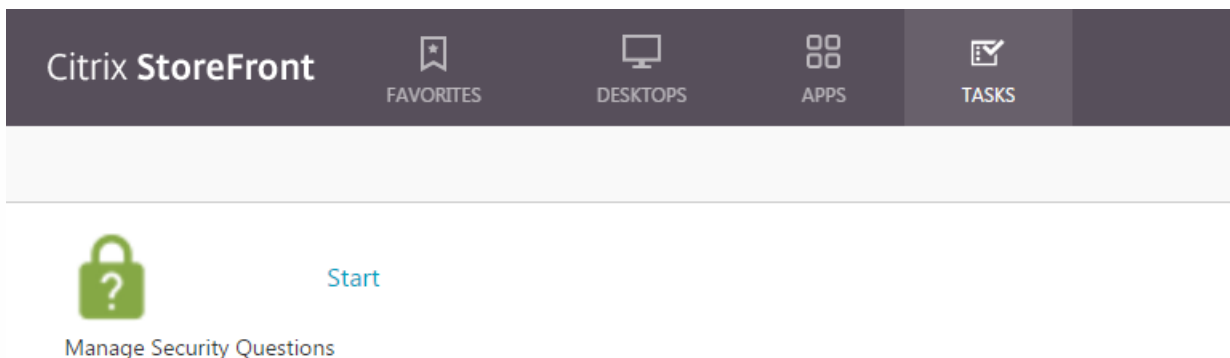 Citrix StoreFront
FAVORITES
DESKTOPS
APPS
TASKS
?
Start
Manage Security Questions